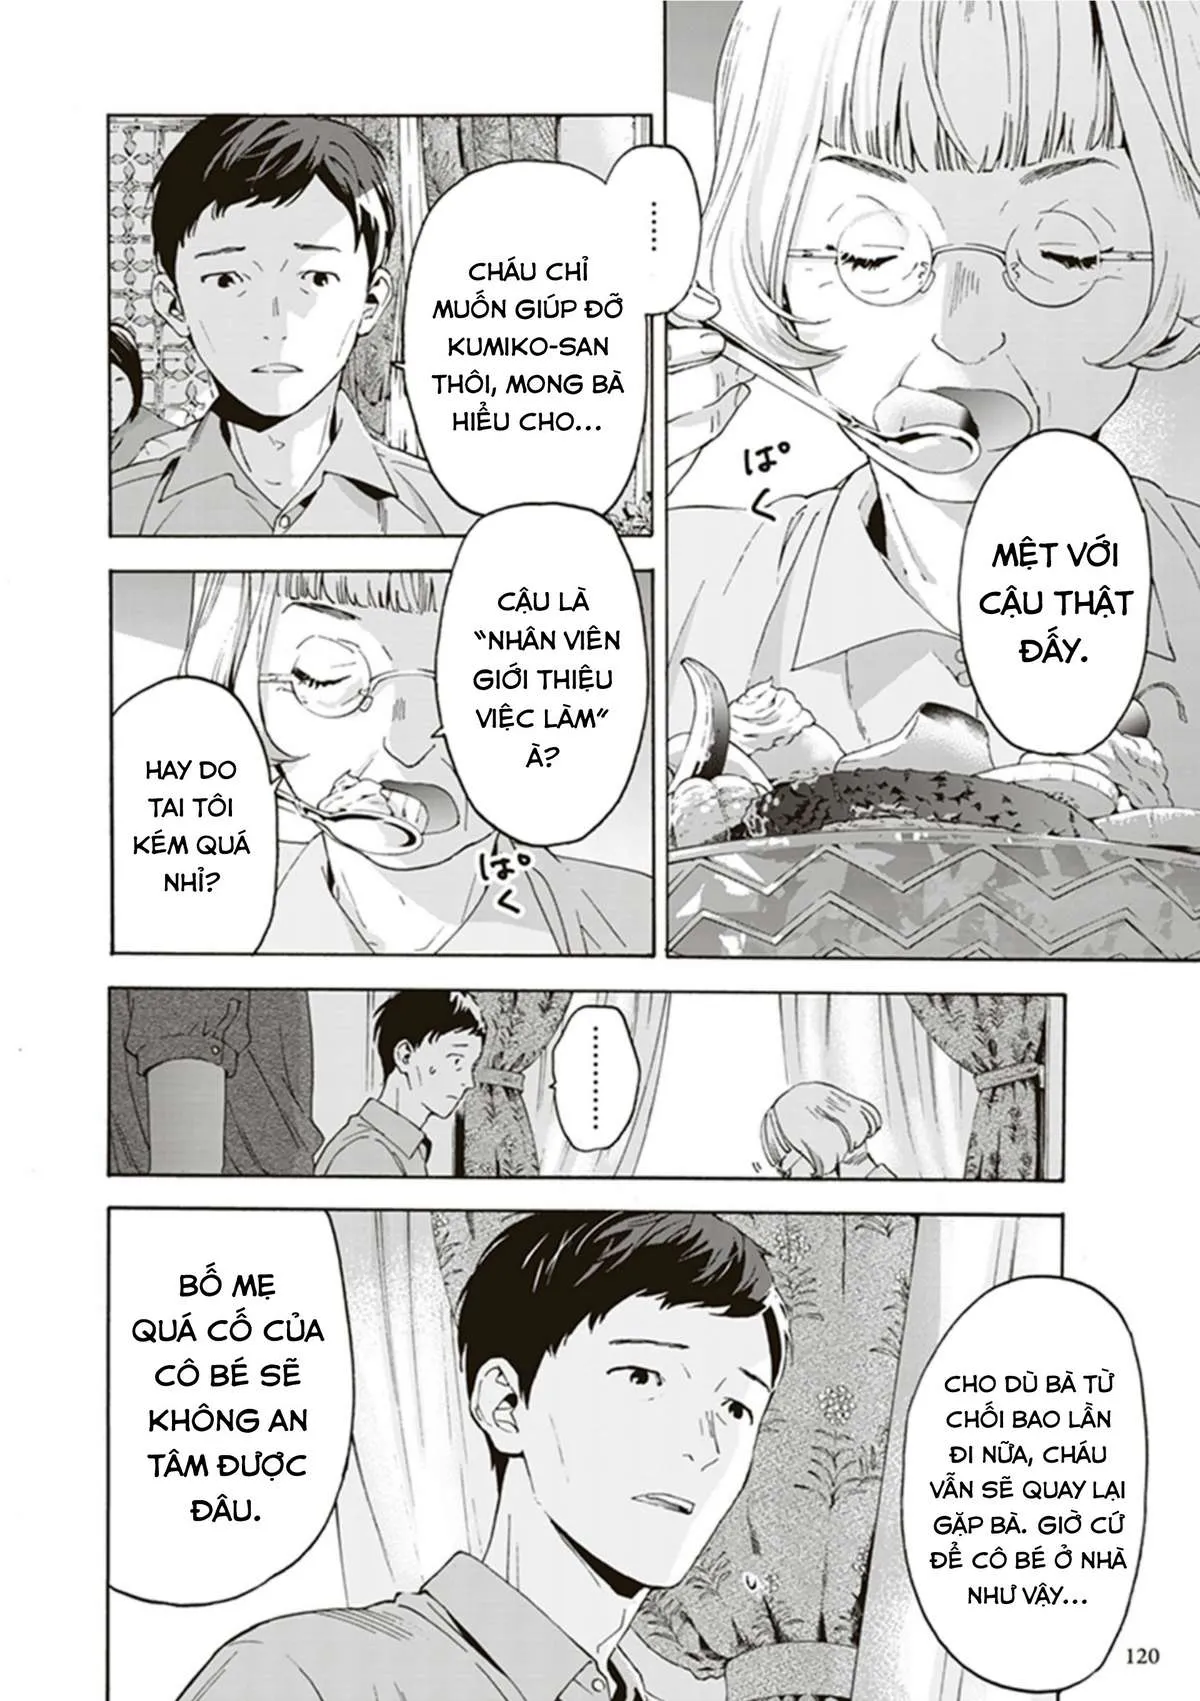 MỆT VỚI
CẬU THẬT
ĐẤY.
ぱ
く
.......
CHÁU CHỈ
MUỐN GIÚP ĐỠ
KUMIKO-SAN
THÔI, MONG BÀ
HIỂU CHO...
CẬU LÀ
“NHÂN VIÊN
GIỚI THIỆU
VIỆC LÀM”
À?
ぱ
く
HAY DO
TAI TÔI
KÉM QUÁ
NHỈ?
.........
CHO DÙ BÀ TỪ
CHỐI BAO LẦN
ĐI NỮA, CHÁU
VẪN SẼ QUAY LẠI
GẶP BÀ. GIỜ CỨ
ĐỂ CÔ BÉ Ở NHÀ
NHƯ VẬY...
BỐ MẸ
QUÁ CỐ CỦA
CÔ BÉ SẼ
KHÔNG AN
TÂM ĐƯỢC
ĐÂU.
120